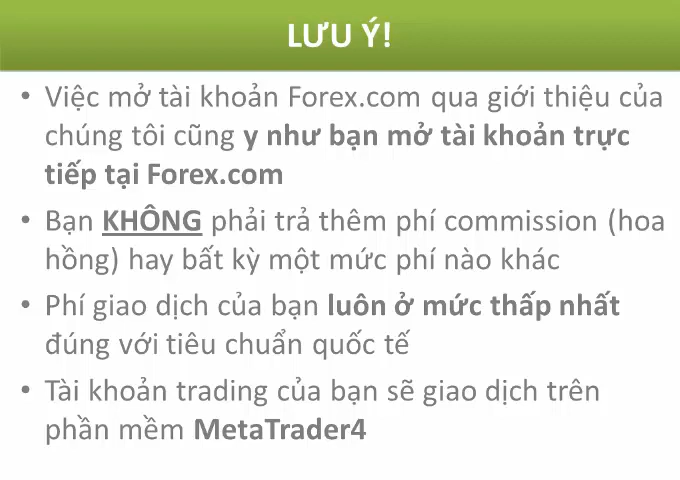 LƯU Ý!
• Việc mở tài khoản Forex.com qua giới thiệu của
chúng tôi cũng y như bạn mở tài khoản trực
tiếp tại Forex.com
• Bạn KHÔNG phải trả thêm phí commission (hoa
hồng) hay bất kỳ một mức phí nào khác
• Phí giao dịch của bạn luôn ở mức thấp nhất
đúng với tiêu chuẩn quốc tế
• Tài khoản trading của bạn sẽ giao dịch trên
phần mềm MetaTrader4